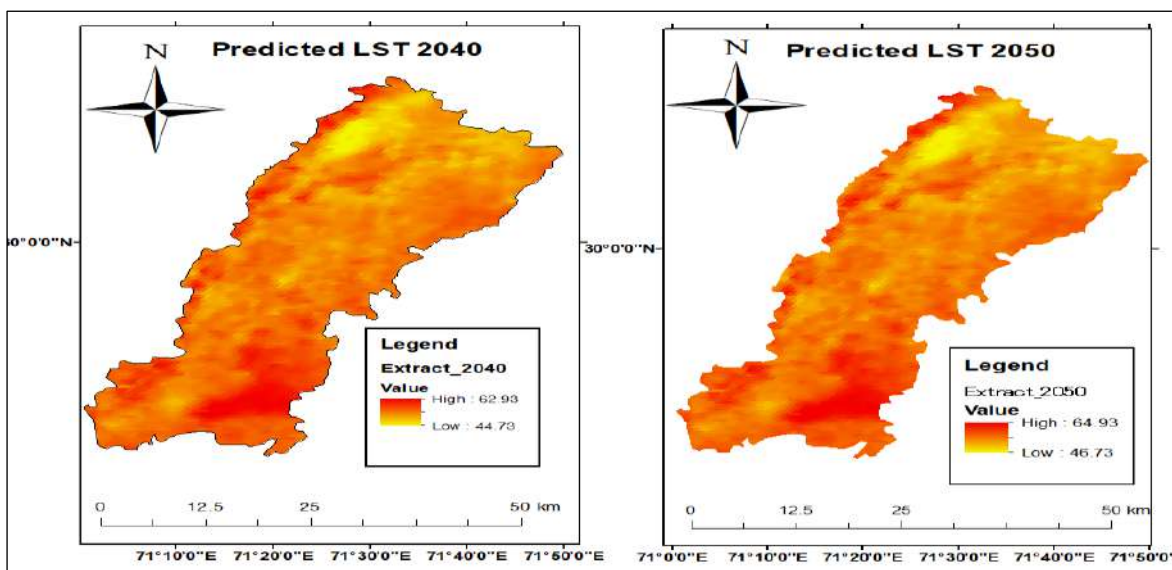 Predicted LST 2040
N
0°0'0"N
Legend
Extract_2040
Value
High : 62.93
Low : 44.73
0 12.5 25 50 km
71°10'0"E 71°20'0"E 71°30'0"E 71°40'0"E 71°50'0"E
Predicted LST 2050
N
30°0'0"N
Legend
Extract_2050
Value
High : 64.93
Low : 46.73
0 12.5 25 50 km
71°0'0"E 71°10'0"E 71°20'0"E 71°30'0"E 71°40'0"E 71°50'0"E